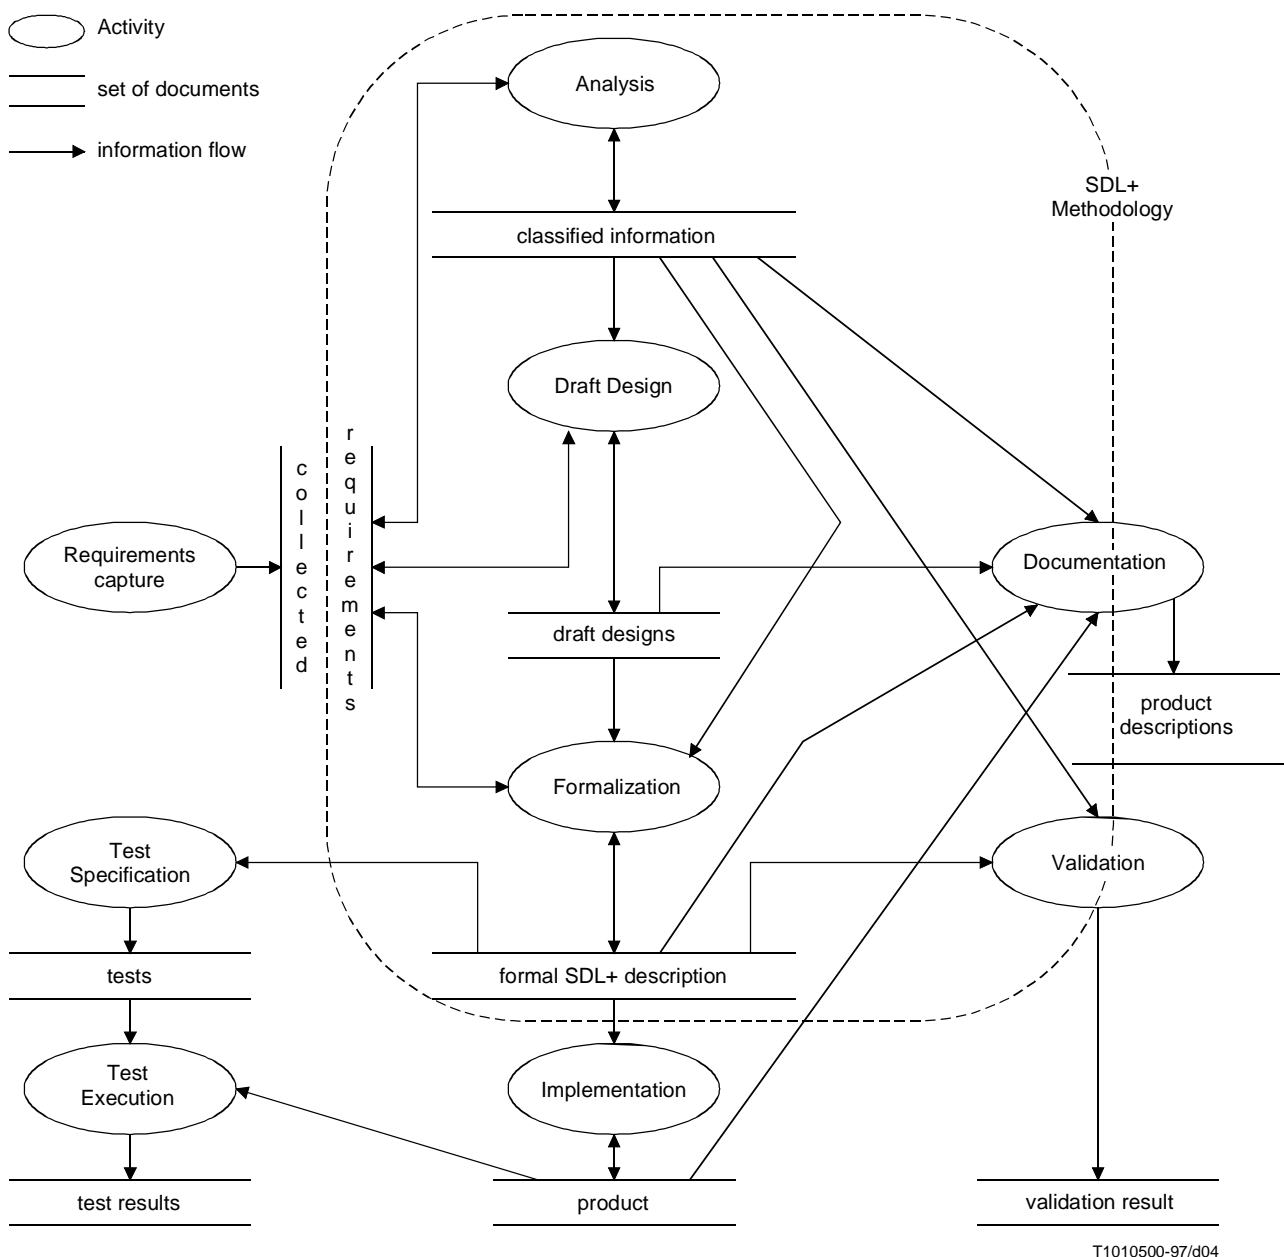 Activity
set of documents
information flow
Analysis
SDL+
Methodology
classified information
Draft Design
collected
requirements
Requirements
capture
Documentation
draft designs
product
descriptions
Formalization
Test
Specification
Validation
tests
formal SDL+ description
Test
Execution
Implementation
test results
product
validation result
T1010500-97/d04